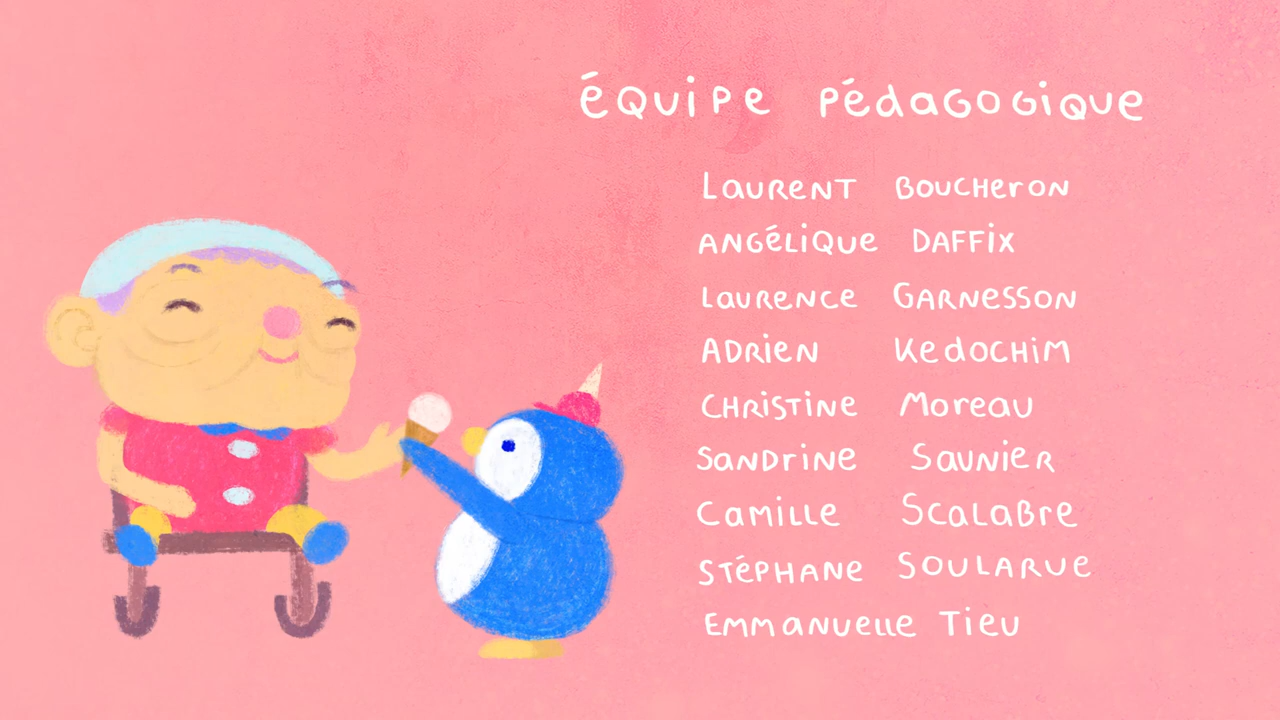 équipe pédagogique
Laurent Boucheron
Angélique Daffix
Laurence Garnesson
Adrien Kedochim
Christine Moreau
Sandrine Saunier
Camille Scalabre
Stéphane Soularue
Emmanuelle Tieu